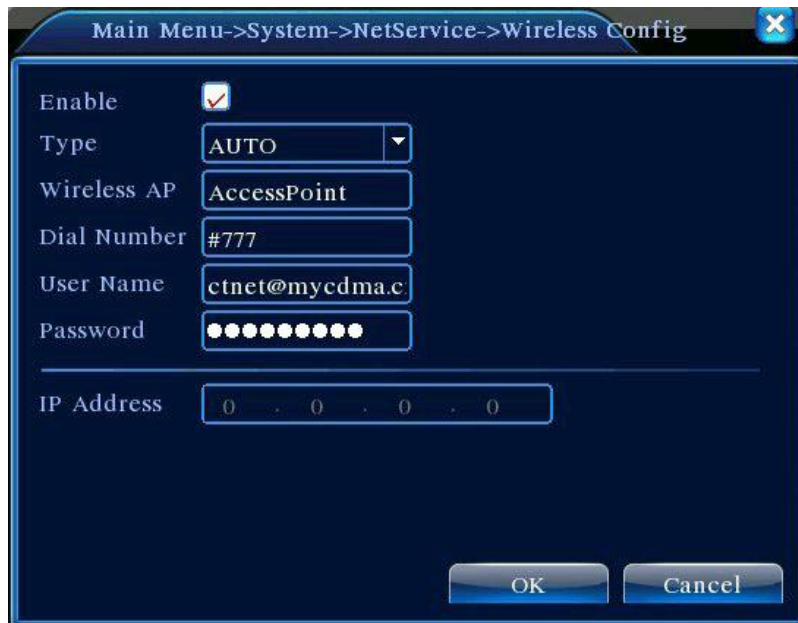 Main Menu->System->NetService->Wireless Config
Enable
Type AUTO
Wireless AP AccessPoint
Dial Number #777
User Name ctnet@mycdma.c
Password ●●●●●●●●●
IP Address 0 . 0 . 0 . 0
OK Cancel